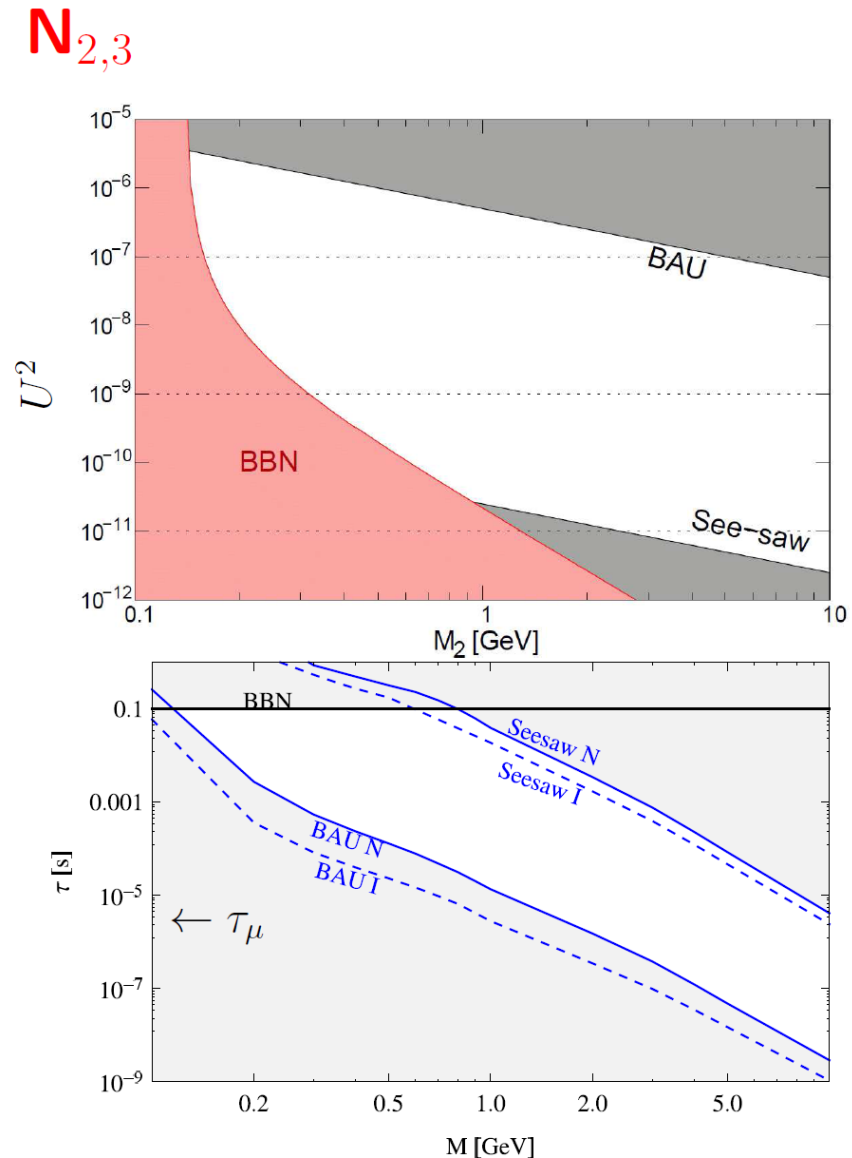 N2,3
10^-5
10^-6
10^-7
10^-8
10^-9
10^-10
10^-11
10^-12
U^2
BAU
BBN
See-saw
0.1 1 10
M2 [GeV]
0.1
0.001
10^-5
10^-7
10^-9
τ [s]
BBN
Seesaw N
Seesaw I
BAU N
BAU I
← τμ
0.2 0.5 1.0 2.0 5.0
M [GeV]